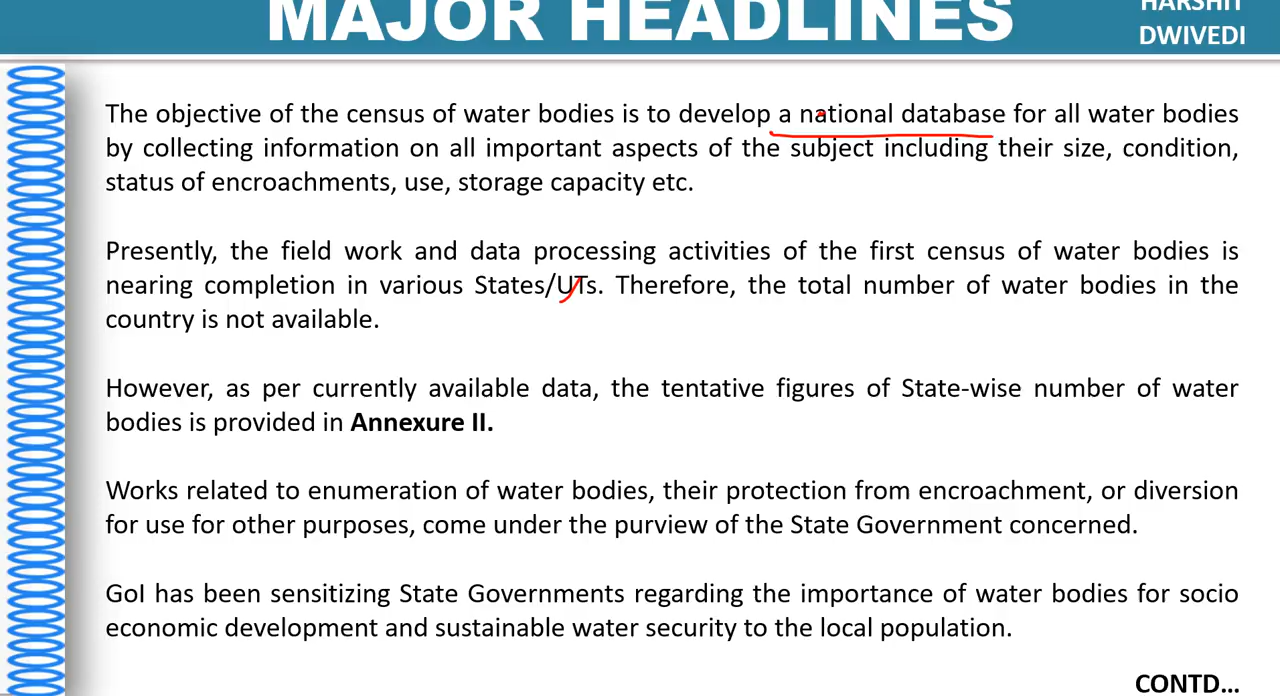 MAJOR HEADLINES
HARSHIT
DWIVEDI
The objective of the census of water bodies is to develop a national database for all water bodies
by collecting information on all important aspects of the subject including their size, condition,
status of encroachments, use, storage capacity etc.
Presently, the field work and data processing activities of the first census of water bodies is
nearing completion in various States/UTs. Therefore, the total number of water bodies in the
country is not available.
However, as per currently available data, the tentative figures of State-wise number of water
bodies is provided in Annexure II.
Works related to enumeration of water bodies, their protection from encroachment, or diversion
for use for other purposes, come under the purview of the State Government concerned.
GoI has been sensitizing State Governments regarding the importance of water bodies for socio
economic development and sustainable water security to the local population.
CONTD...